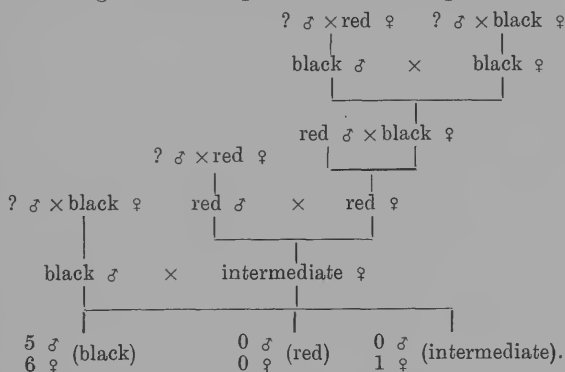 ? ♂ × red ♀ ? ♂ × black ♀
black ♂ × black ♀
red ♂ × black ♀
? ♂ × red ♀
? ♂ × black ♀ red ♂ × red ♀
black ♂ × intermediate ♀
5 ♂ 0 ♂ 0 ♂
(black) (red) (intermediate).
6 ♀ 0 ♀ 1 ♀